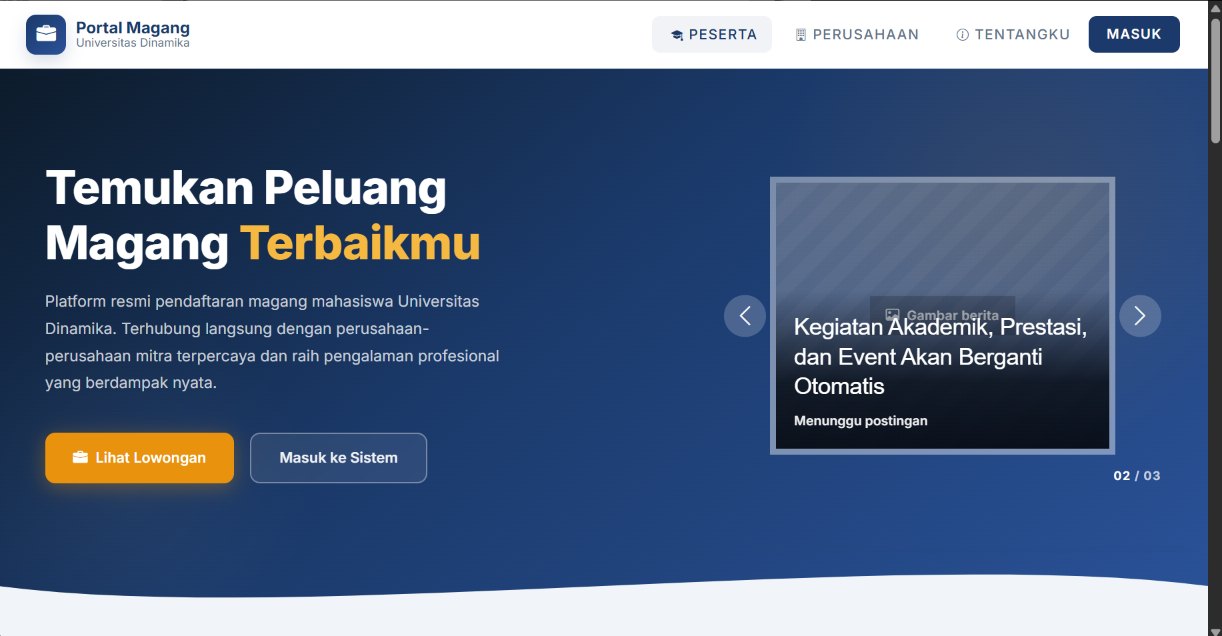 Portal Magang
Universitas Dinamika
PESERTA
PERUSAHAAN
TENTANGKU
MASUK
Temukan Peluang
Magang Terbaikmu
Platform resmi pendaftaran magang mahasiswa Universitas
Dinamika. Terhubung langsung dengan perusahaan-
perusahaan mitra terpercaya dan raih pengalaman profesional
yang berdampak nyata.
Lihat Lowongan
Masuk ke Sistem
Gambar berita
Kegiatan Akademik, Prestasi,
dan Event Akan Berganti
Otomatis
Menunggu postingan
02 / 03